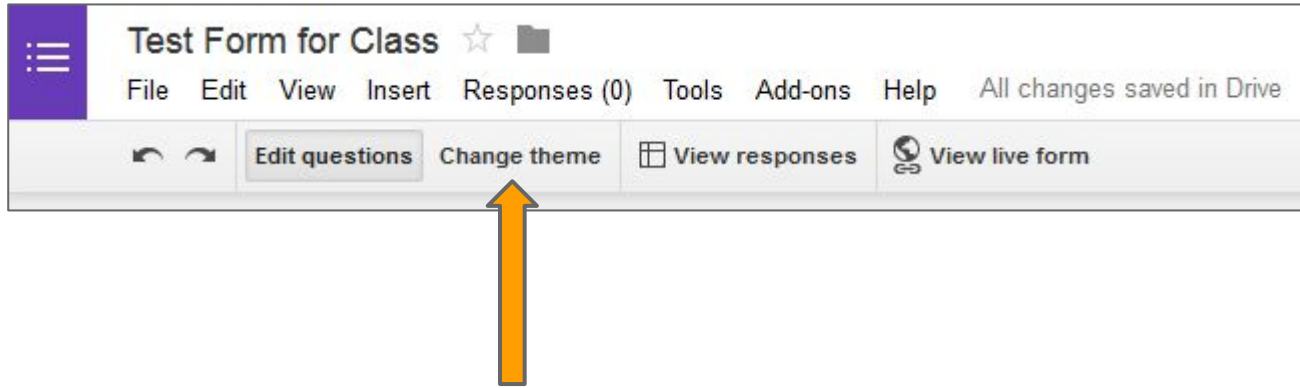 Test Form for Class
File Edit View Insert Responses (0) Tools Add-ons Help All changes saved in Drive
Edit questions Change theme View responses View live form